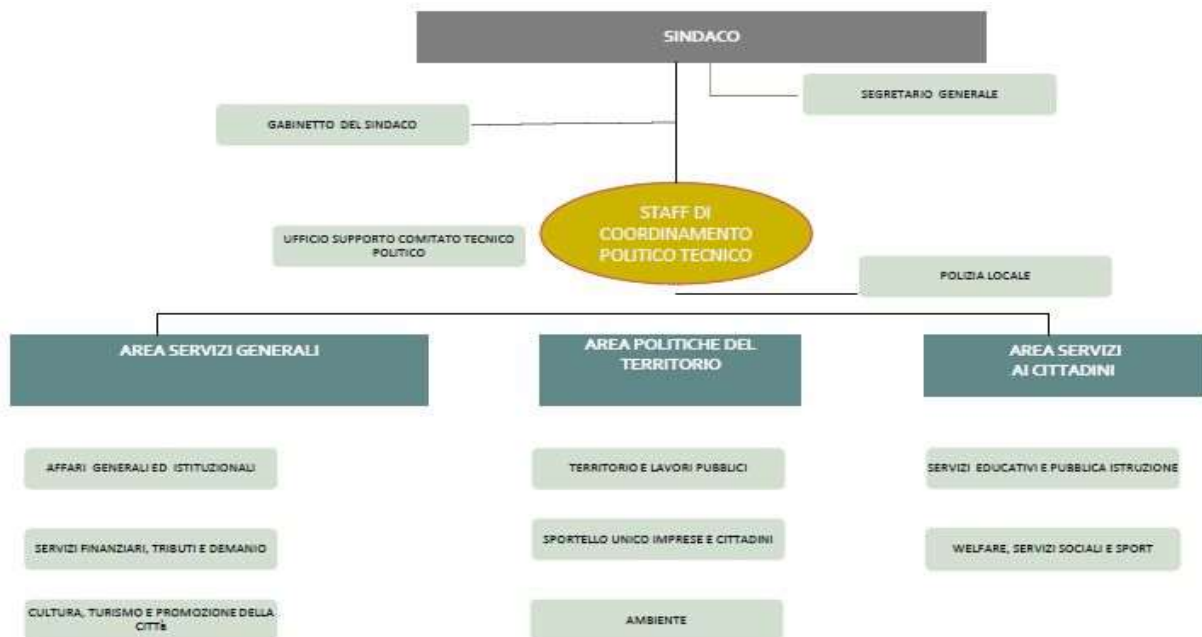 SINDACO
SEGRETARIO GENERALE
GABINETTO DEL SINDACO
STAFF DI
COORDINAMENTO
POLITICO TECNICO
UFFICIO SUPPORTO COMITATO TECNICO
POLITICO
POLIZIA LOCALE
AREA SERVIZI GENERALI
AREA POLITICHE DEL
TERRITORIO
AREA SERVIZI
AI CITTADINI
AFFARI GENERALI ED ISTITUZIONALI
TERRITORIO E LAVORI PUBBLICI
SERVIZI EDUCATIVI E PUBBLICA ISTRUZIONE
SERVIZI FINANZIARI, TRIBUTI E DEMANIO
SPORTELLO UNICO IMPRESE E CITTADINI
WELFARE, SERVIZI SOCIALI E SPORT
CULTURA, TURISMO E PROMOZIONE DELLA
CITTà
AMBIENTE